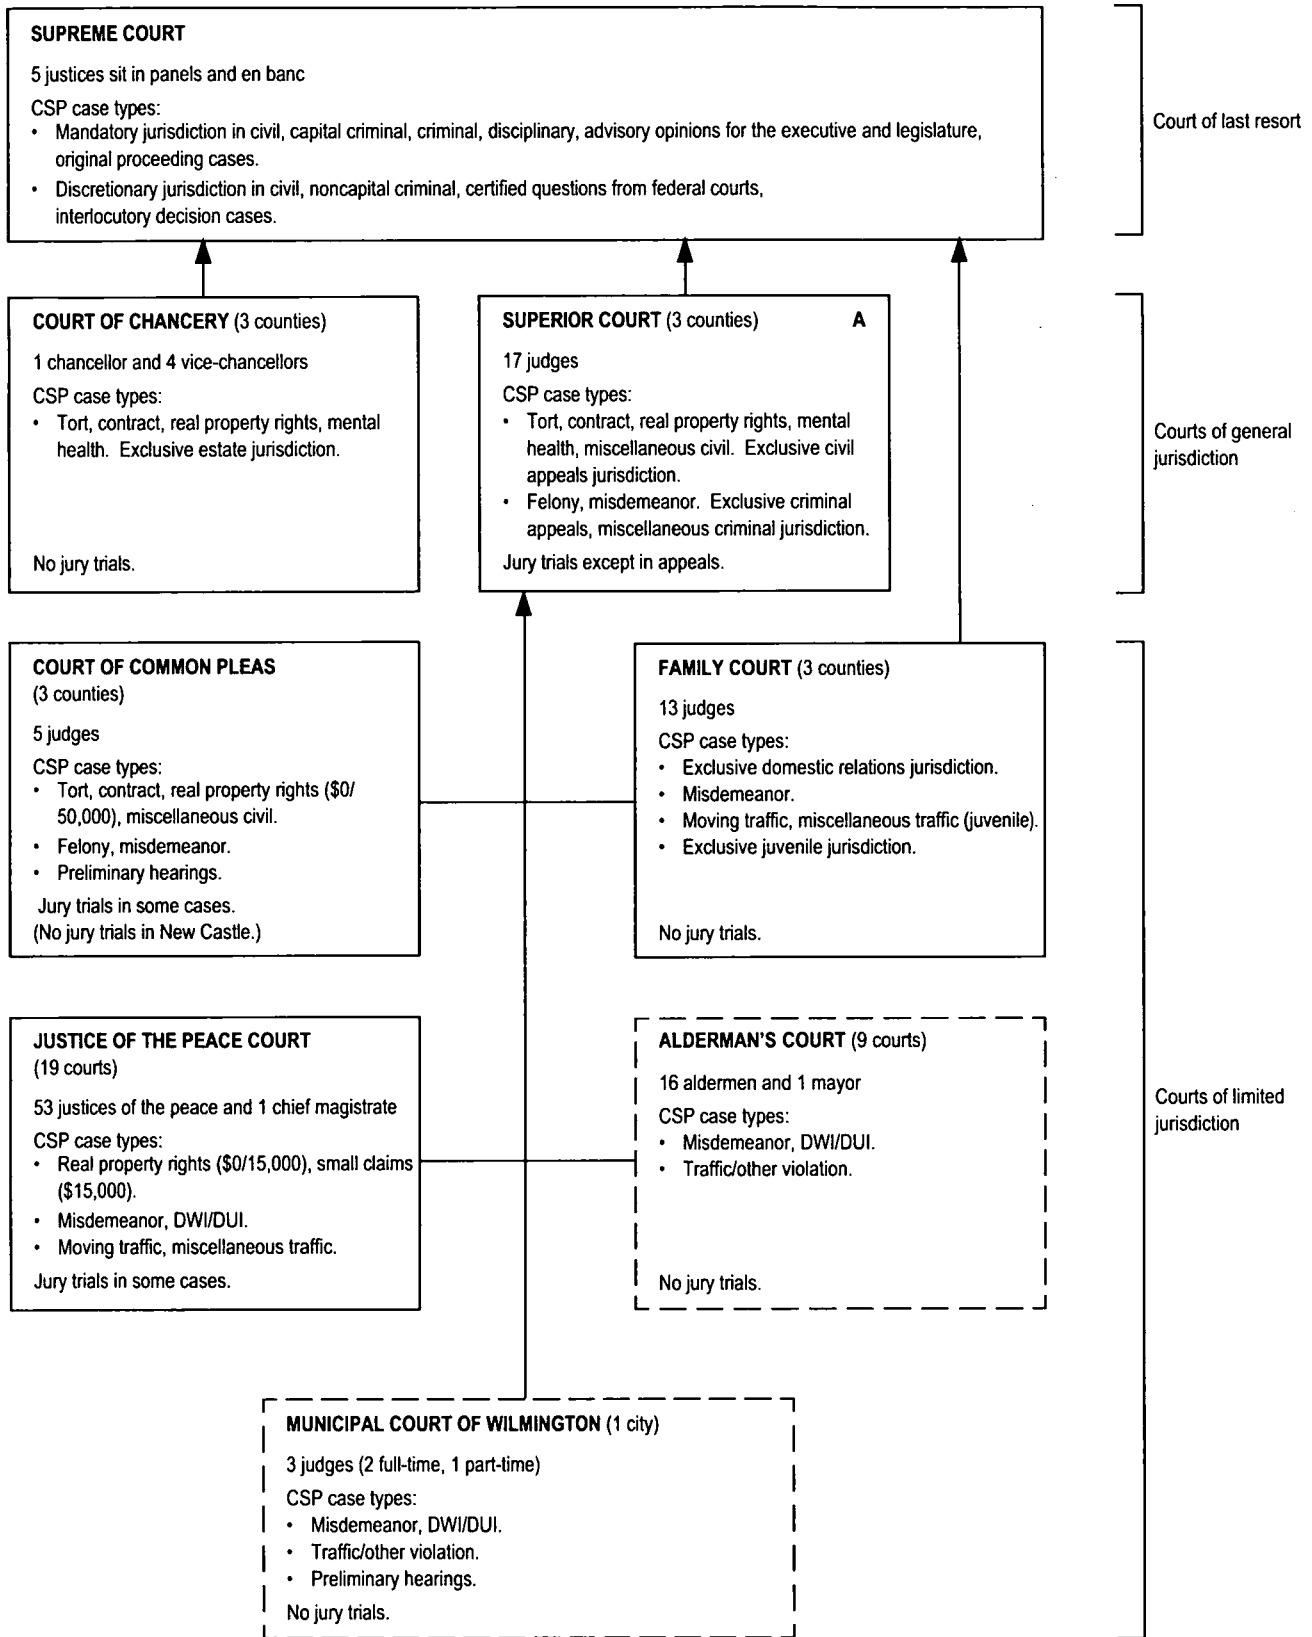 SUPREME COURT
5 justices sit in panels and en banc
CSP case types:
• Mandatory jurisdiction in civil, capital criminal, criminal, disciplinary, advisory opinions for the executive and legislature,
original proceeding cases.
• Discretionary jurisdiction in civil, noncapital criminal, certified questions from federal courts,
interlocutory decision cases.
Court of last resort
COURT OF CHANCERY (3 counties)
1 chancellor and 4 vice-chancellors
CSP case types:
• Tort, contract, real property rights, mental
health. Exclusive estate jurisdiction.
No jury trials.
SUPERIOR COURT (3 counties) A
17 judges
CSP case types:
• Tort, contract, real property rights, mental
health, miscellaneous civil. Exclusive civil
appeals jurisdiction.
• Felony, misdemeanor. Exclusive criminal
appeals, miscellaneous criminal jurisdiction.
Jury trials except in appeals.
Courts of general
jurisdiction
COURT OF COMMON PLEAS
(3 counties)
5 judges
CSP case types:
• Tort, contract, real property rights ($0/
50,000), miscellaneous civil.
• Felony, misdemeanor.
• Preliminary hearings.
Jury trials in some cases.
(No jury trials in New Castle.)
FAMILY COURT (3 counties)
13 judges
CSP case types:
• Exclusive domestic relations jurisdiction.
• Misdemeanor.
• Moving traffic, miscellaneous traffic (juvenile).
• Exclusive juvenile jurisdiction.
No jury trials.
JUSTICE OF THE PEACE COURT
(19 courts)
53 justices of the peace and 1 chief magistrate
CSP case types:
• Real property rights ($0/15,000), small claims
($15,000).
• Misdemeanor, DWI/DUI.
• Moving traffic, miscellaneous traffic.
Jury trials in some cases.
ALDERMAN'S COURT (9 courts)
16 aldermen and 1 mayor
CSP case types:
• Misdemeanor, DWI/DUI.
• Traffic/other violation.
No jury trials.
Courts of limited
jurisdiction
MUNICIPAL COURT OF WILMINGTON (1 city)
3 judges (2 full-time, 1 part-time)
CSP case types:
• Misdemeanor, DWI/DUI.
• Traffic/other violation.
• Preliminary hearings.
No jury trials.